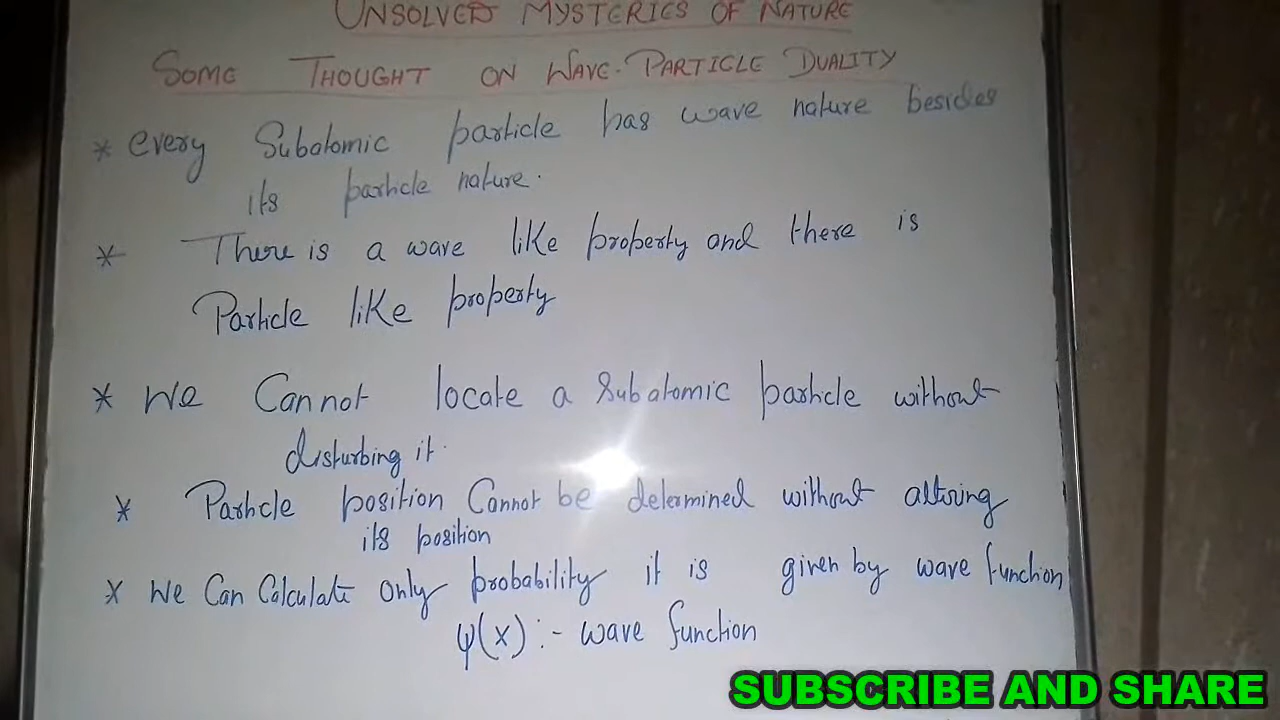 UNSOLVED MYSTERIES OF NATURE
SOME THOUGHT ON WAVE-PARTICLE DUALITY
* every Subatomic particle has wave nature besides
its particle nature.
* There is a wave like property and there is
Particle like property
* We Cannot locate a Subatomic particle without
disturbing it.
* Particle position Cannot be determined without altering
its position
* We Can Calculate Only probability it is given by wave function
ψ(x) :- wave function
SUBSCRIBE AND SHARE